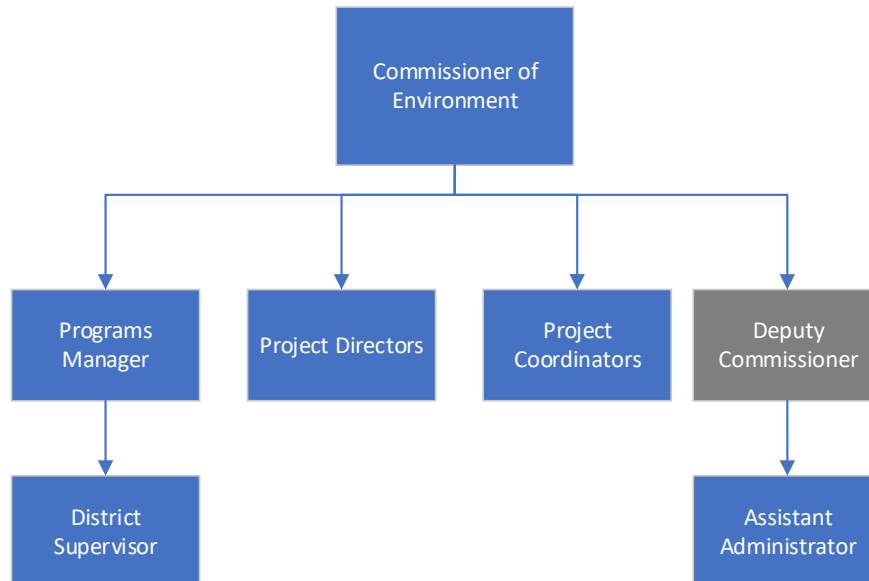 Commissioner of
Environment
Programs
Manager
Project Directors
Project
Coordinators
Deputy
Commissioner
District
Supervisor
Assistant
Administrator